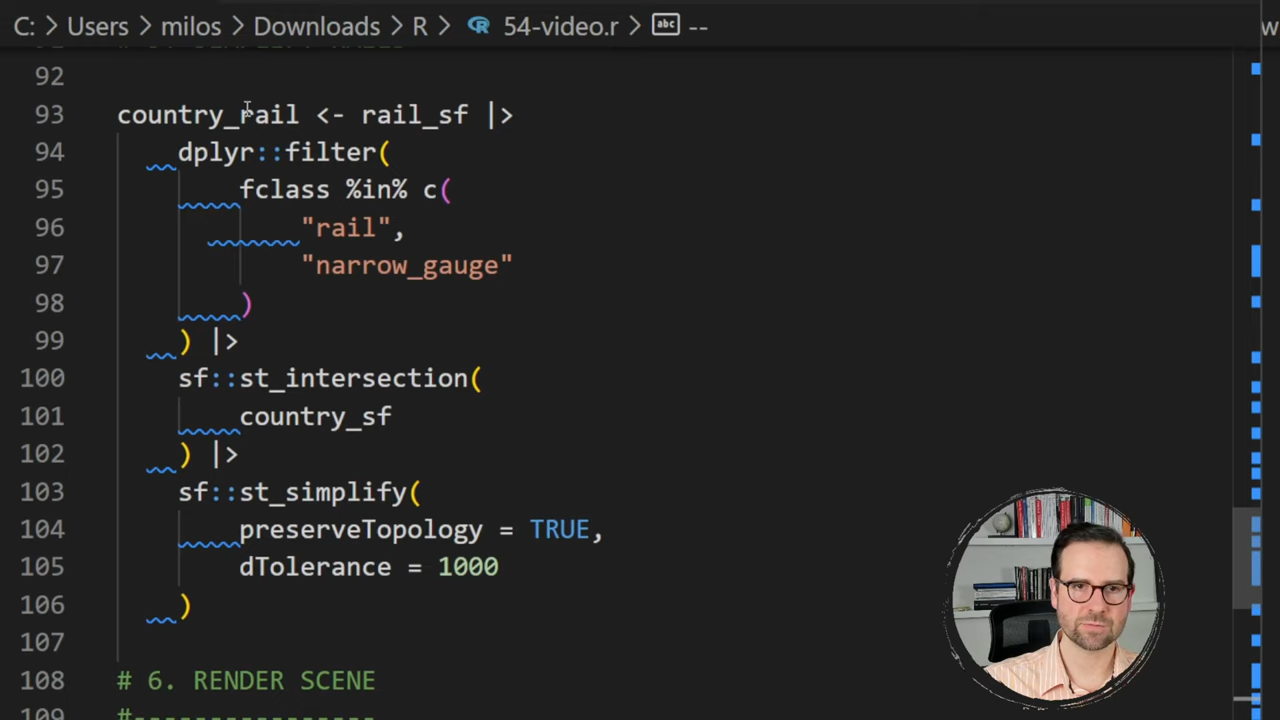 C: > Users > milos > Downloads > R > 54-video.r > abc --
92
93 country_rail <- rail_sf |>
94 dplyr::filter(
95 fclass %in% c(
96 "rail",
97 "narrow_gauge"
98 )
99 ) |>
100 sf::st_intersection(
101 country_sf
102 ) |>
103 sf::st_simplify(
104 preserveTopology = TRUE,
105 dTolerance = 1000
106 )
107
108 # 6. RENDER SCENE
109 #-----------------